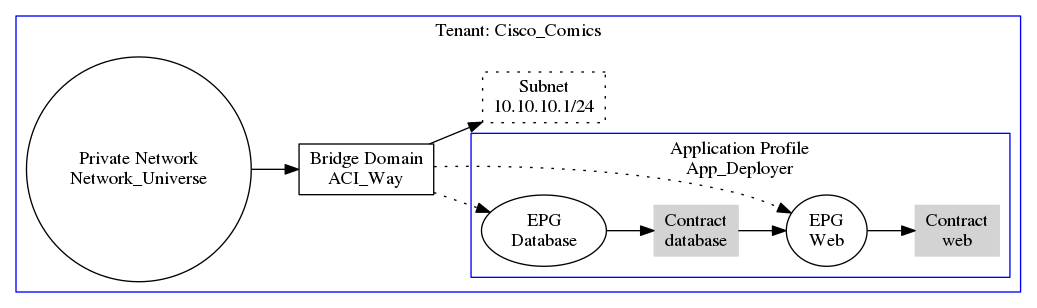 Tenant: Cisco_Comics
Private Network
Network_Universe
Bridge Domain
ACI_Way
Subnet
10.10.10.1/24
Application Profile
App_Deployer
EPG
Database
Contract
database
EPG
Web
Contract
web